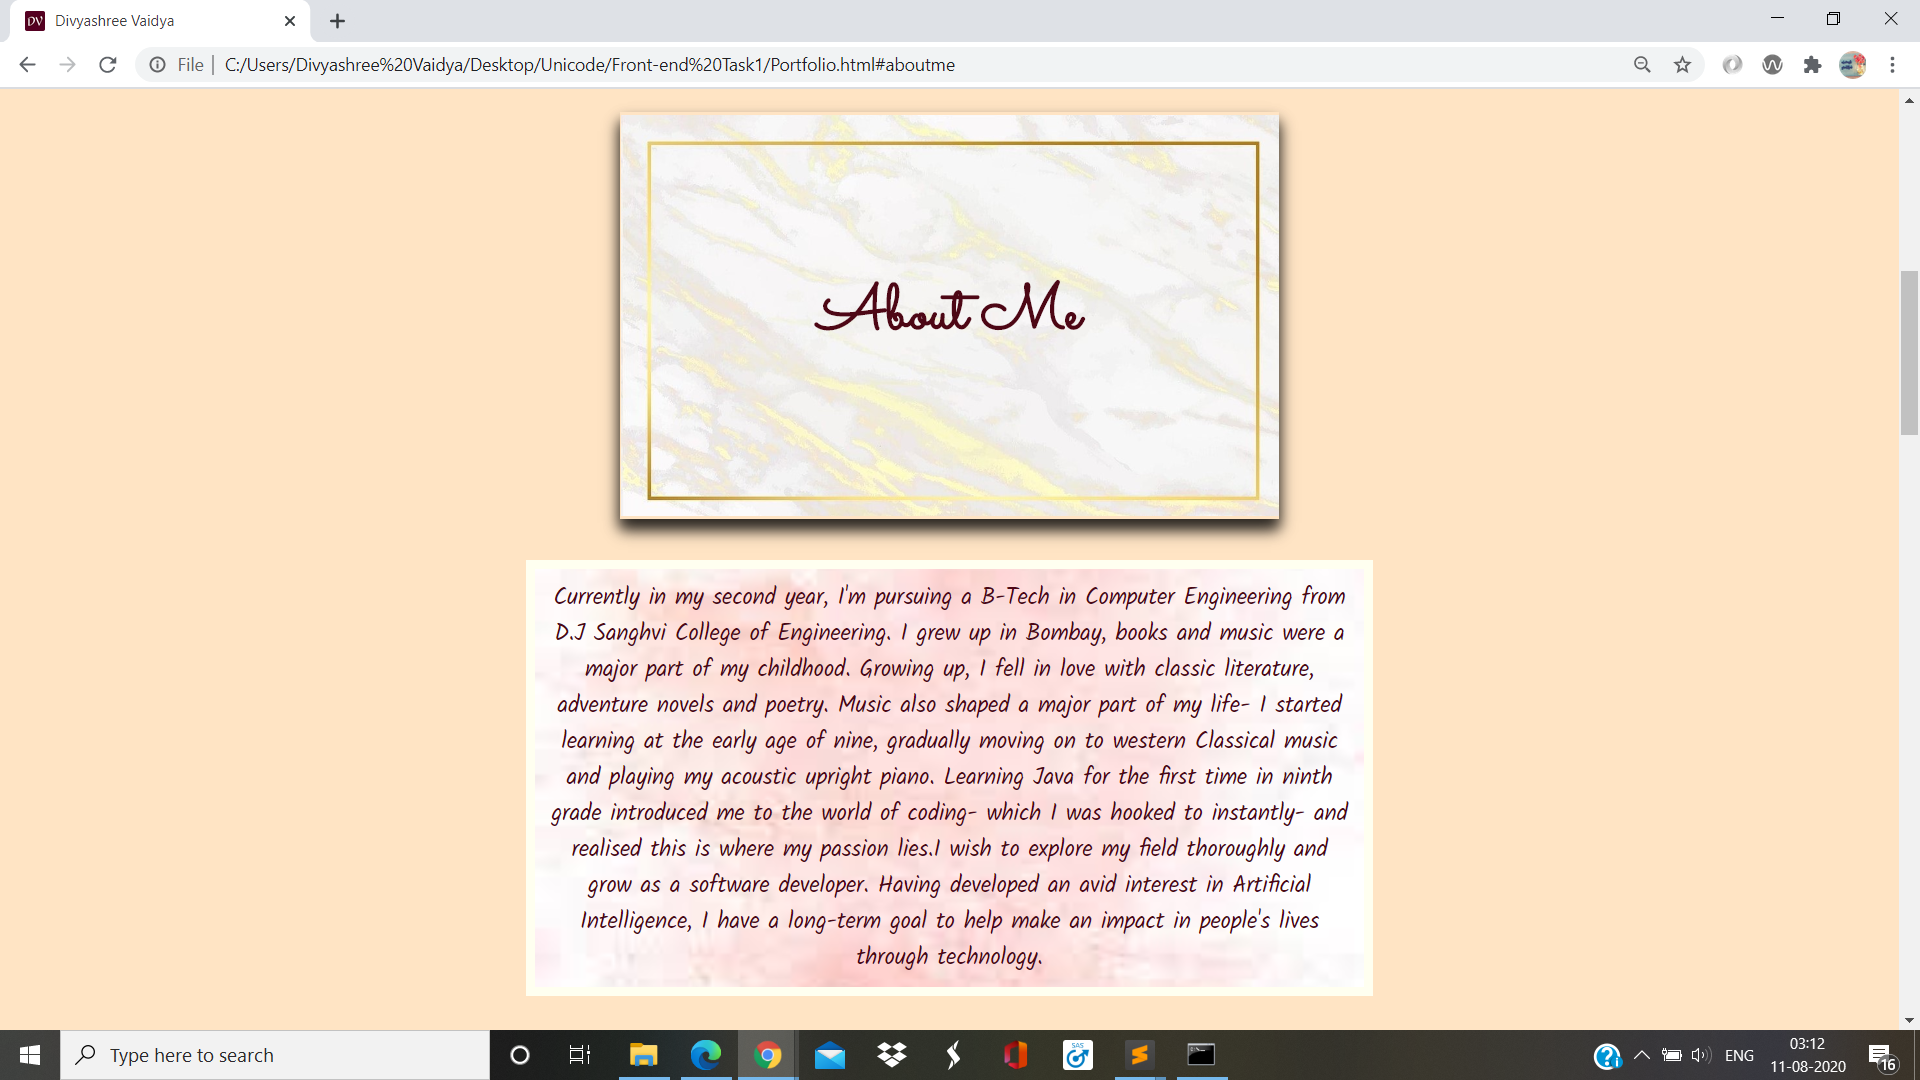 DV Divyashree Vaidya
File | C:/Users/Divyashree%20Vaidya/Desktop/Unicode/Front-end%20Task1/Portfolio.html#aboutme
About Me
Currently in my second year, I'm pursuing a B-Tech in Computer Engineering from
D.J Sanghvi College of Engineering. I grew up in Bombay, books and music were a
major part of my childhood. Growing up, I fell in love with classic literature,
adventure novels and poetry. Music also shaped a major part of my life- I started
learning at the early age of nine, gradually moving on to western Classical music
and playing my acoustic upright piano. Learning Java for the first time in ninth
grade introduced me to the world of coding- which I was hooked to instantly- and
realised this is where my passion lies.I wish to explore my field thoroughly and
grow as a software developer. Having developed an avid interest in Artificial
Intelligence, I have a long-term goal to help make an impact in people's lives
through technology.
Type here to search
SAS
ENG
03:12
11-08-2020
16